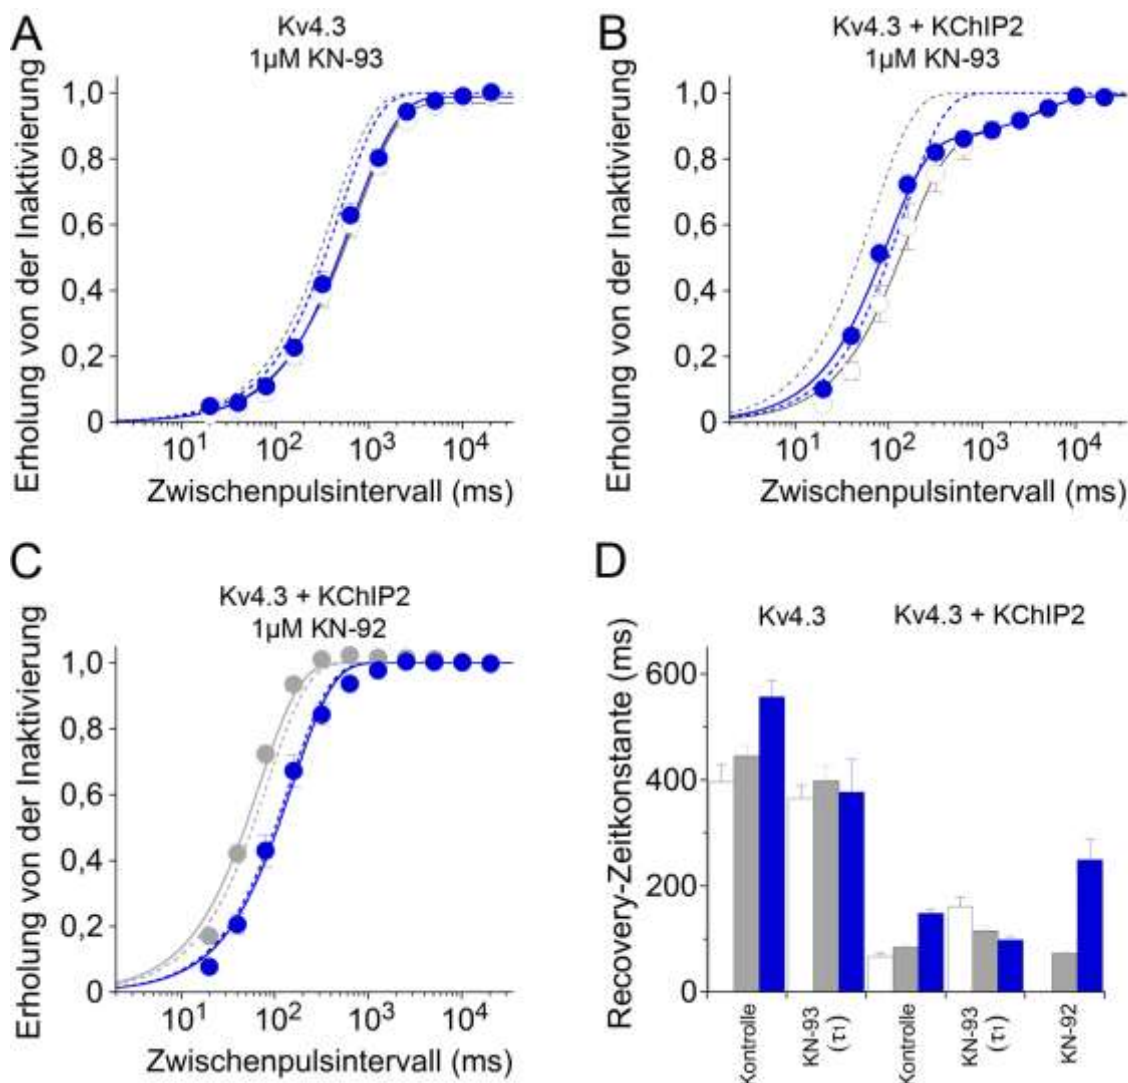 A
Kv4.3
1µM KN-93
Erholung von der Inaktivierung
1,0
0,8
0,6
0,4
0,2
0
10¹
10²
10³
10⁴
Zwischenpulsintervall (ms)
B
Kv4.3 + KChIP2
1µM KN-93
Erholung von der Inaktivierung
1,0
0,8
0,6
0,4
0,2
0
10¹
10²
10³
10⁴
Zwischenpulsintervall (ms)
C
Kv4.3 + KChIP2
1µM KN-92
Erholung von der Inaktivierung
1,0
0,8
0,6
0,4
0,2
0
10¹
10²
10³
10⁴
Zwischenpulsintervall (ms)
D
Kv4.3
Kv4.3 + KChIP2
Recovery-Zeitkonstante (ms)
600
400
200
0
Kontrolle
KN-93
(τ1)
Kontrolle
KN-93
(τ1)
KN-92